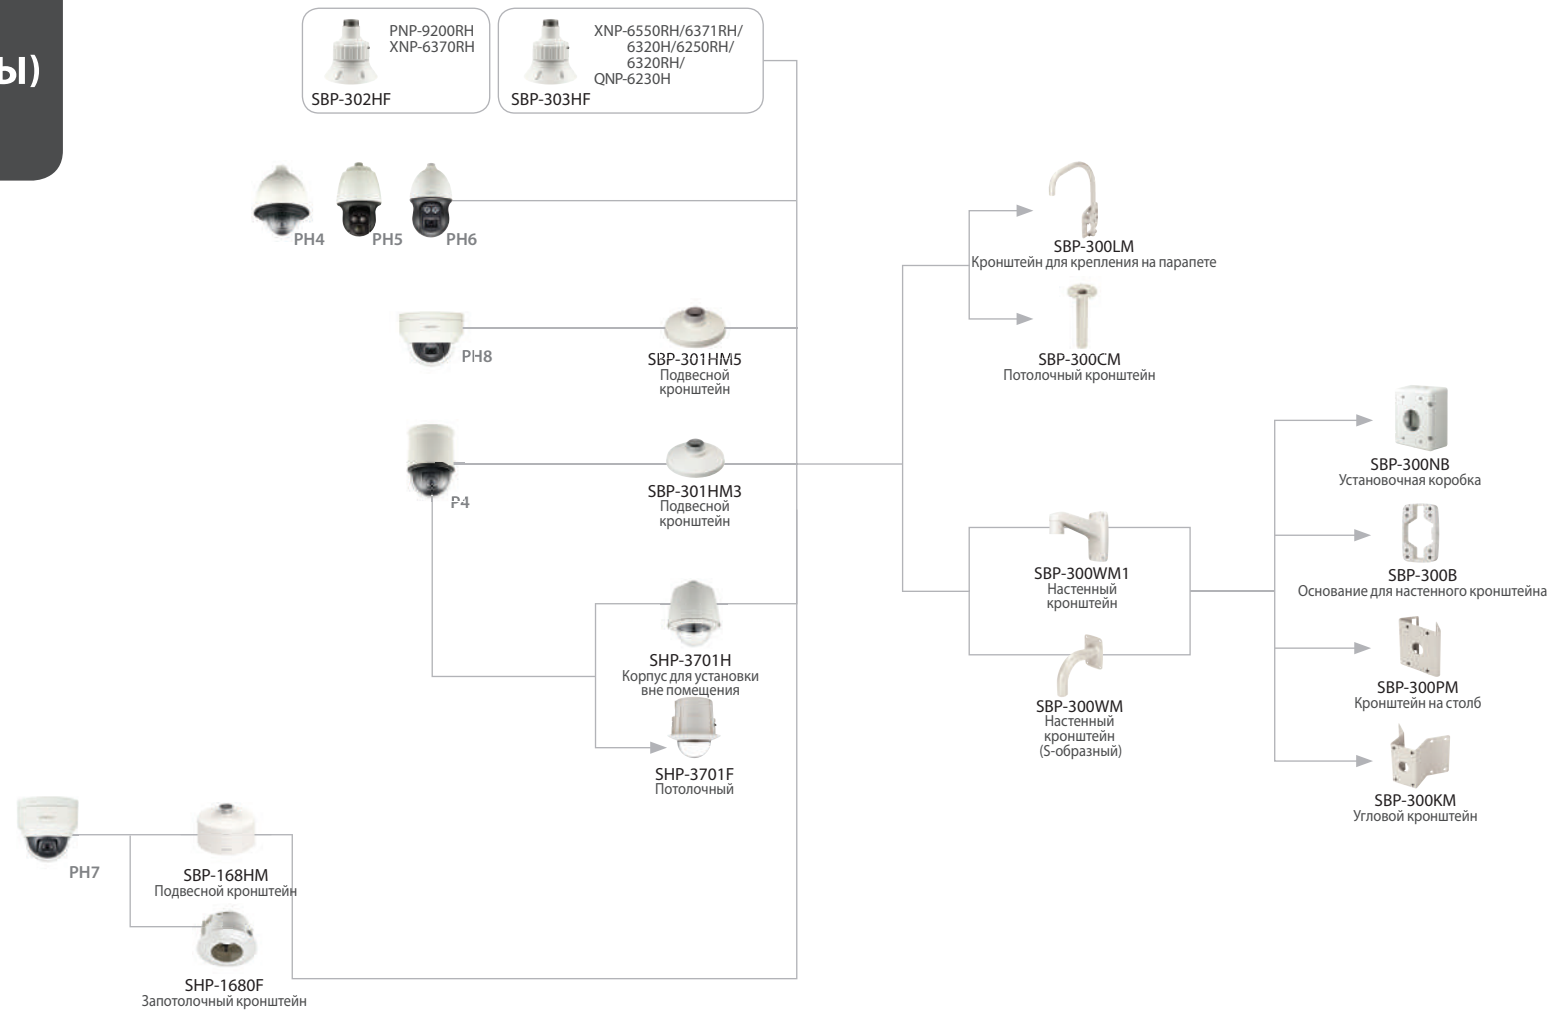 Ы)
PNP-9200RH
XNP-6370RH
SBP-302HF
XNP-6550RH/6371RH/
6320H/6250RH/
6320RH/
QNP-6230H
SBP-303HF
PH4
PH5
PH6
SBP-300LM
Кронштейн для крепления на парапете
SBP-300CM
Потолочный кронштейн
PH8
SBP-301HM5
Подвесной
кронштейн
P4
SBP-301HM3
Подвесной
кронштейн
SBP-300NB
Установочная коробка
SBP-300WM1
Настенный
кронштейн
SBP-300B
Основание для настенного кронштейна
SHP-3701H
Корпус для установки
вне помещения
SBP-300WM
Настенный
кронштейн
(S-образный)
SBP-300PM
Кронштейн на столб
SHP-3701F
Потолочный
SBP-300KM
Угловой кронштейн
PH7
SBP-168HM
Подвесной кронштейн
SHP-1680F
Запотолочный кронштейн